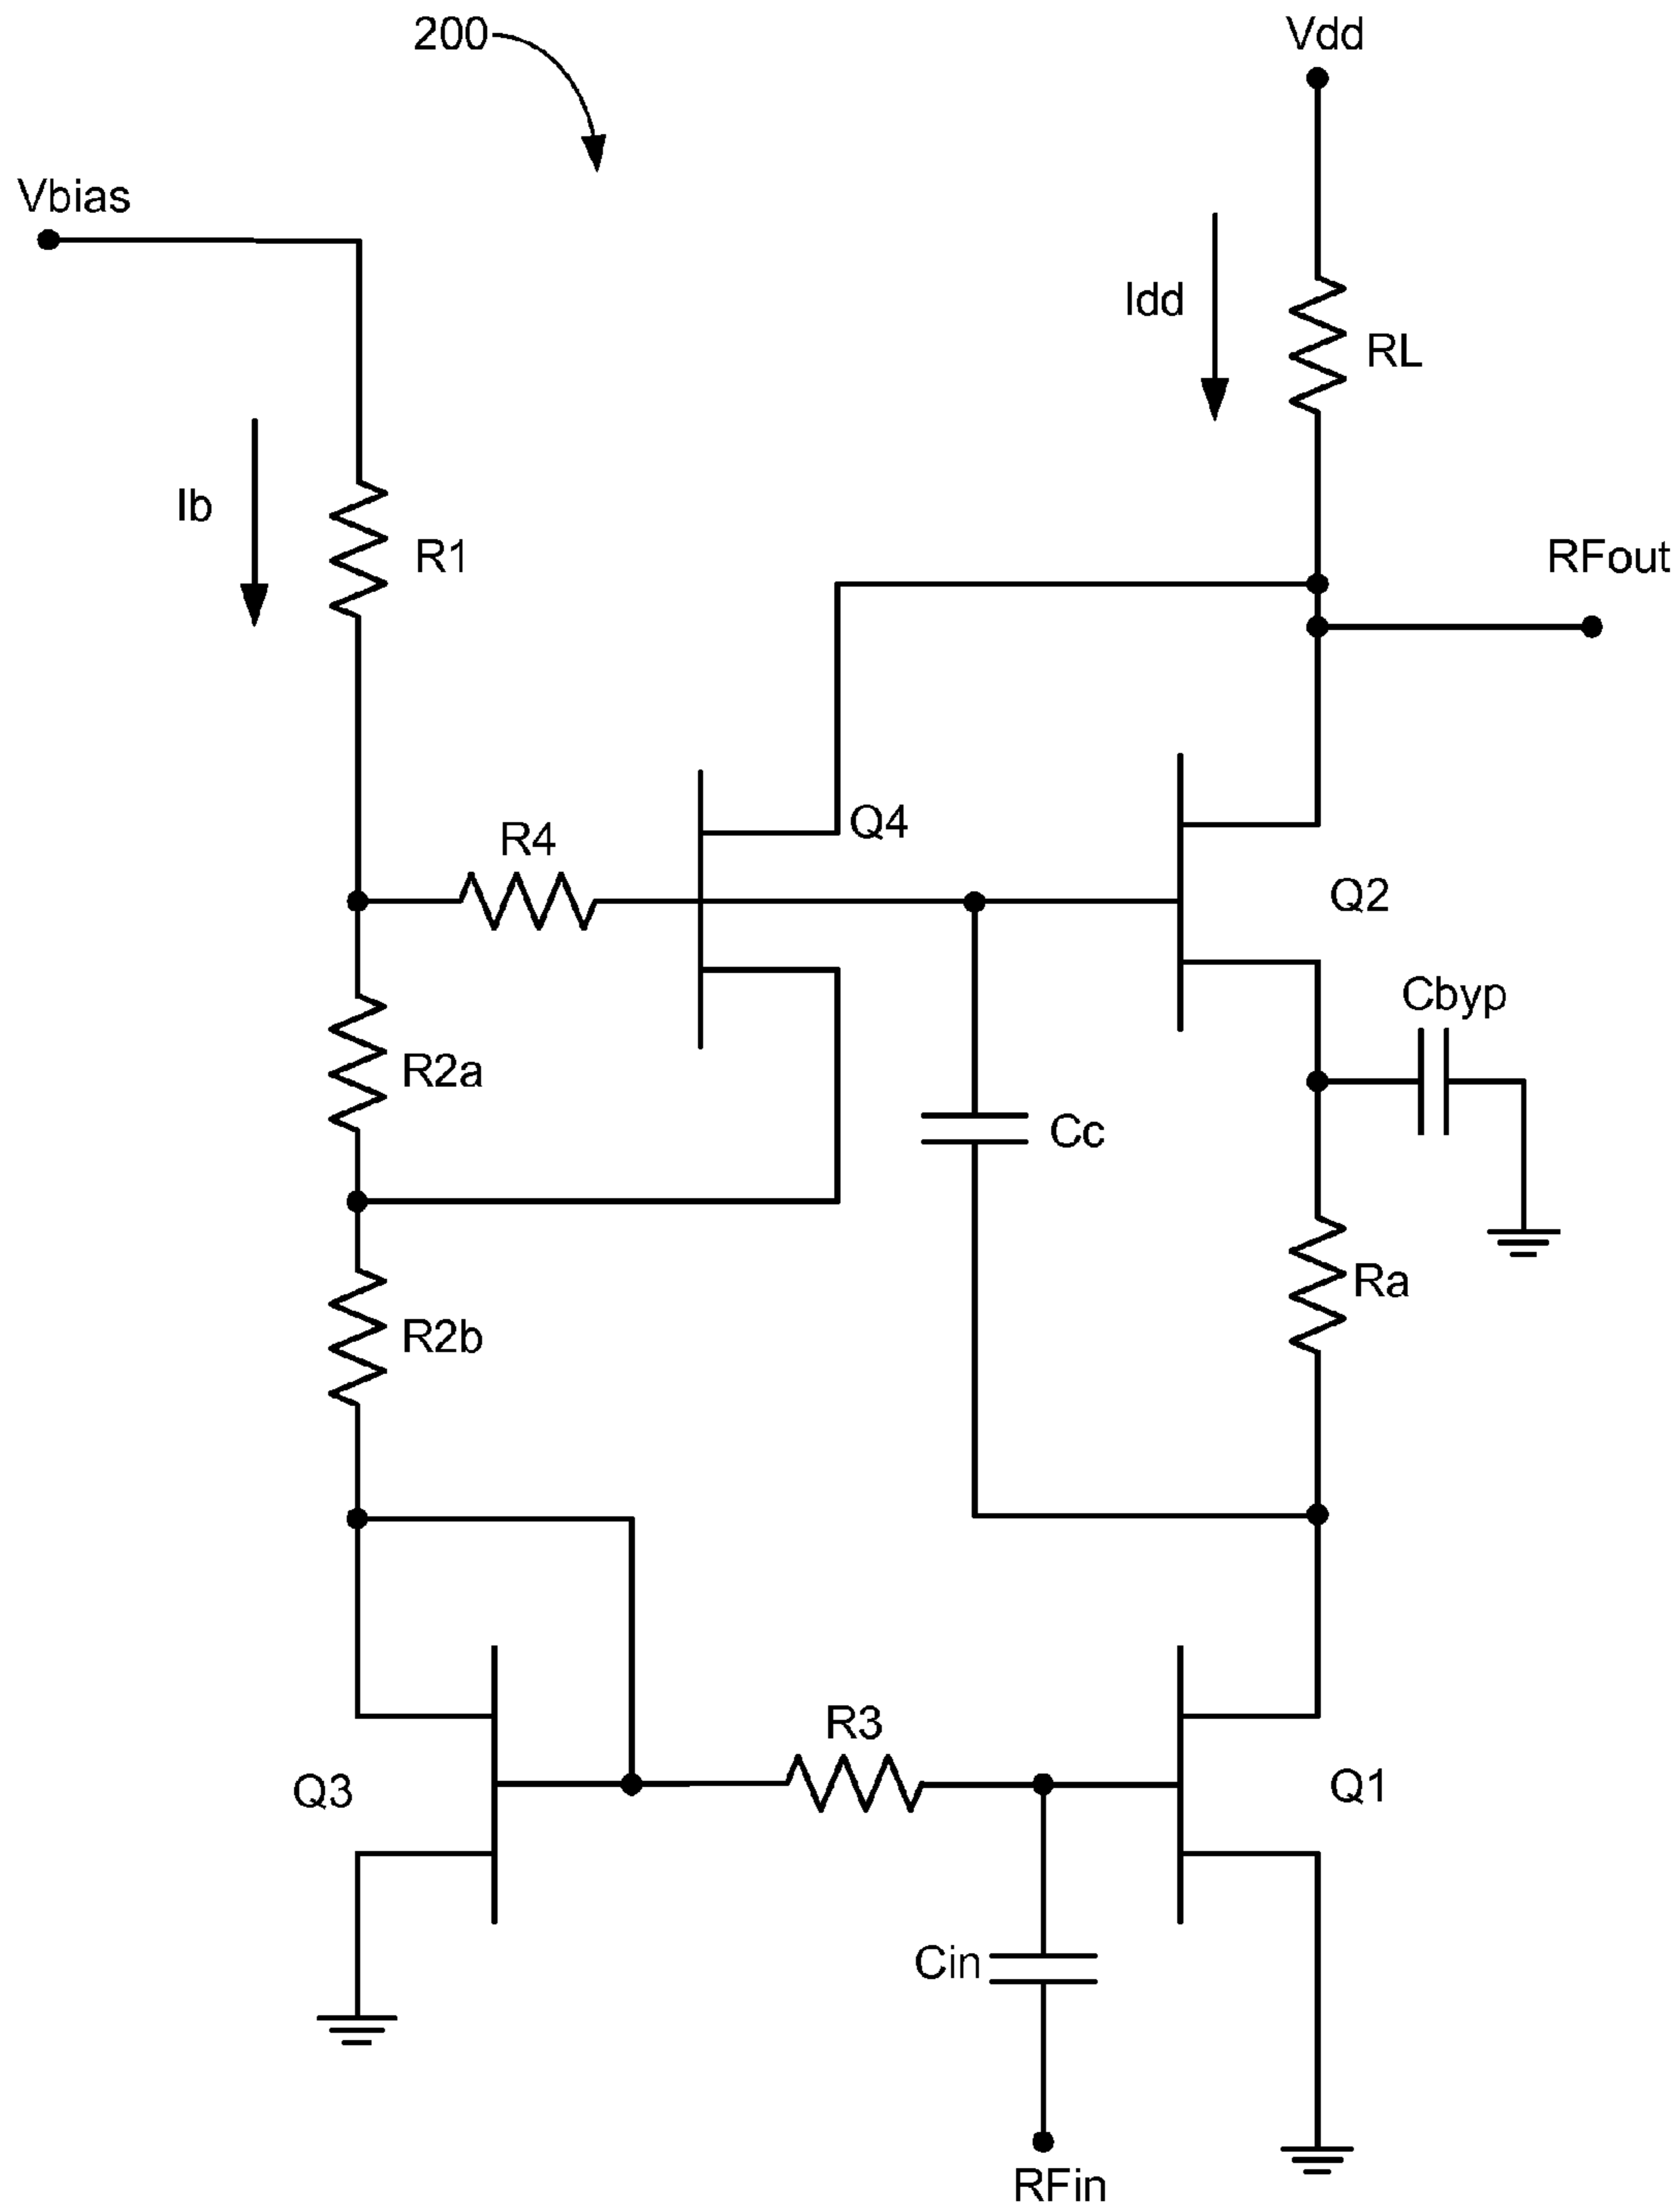 200
Vdd
Vbias
Idd
RL
Ib
R1
RFout
Q4
R4
Q2
Cbyp
R2a
Cc
Ra
R2b
R3
Q3
Q1
Cin
RFin